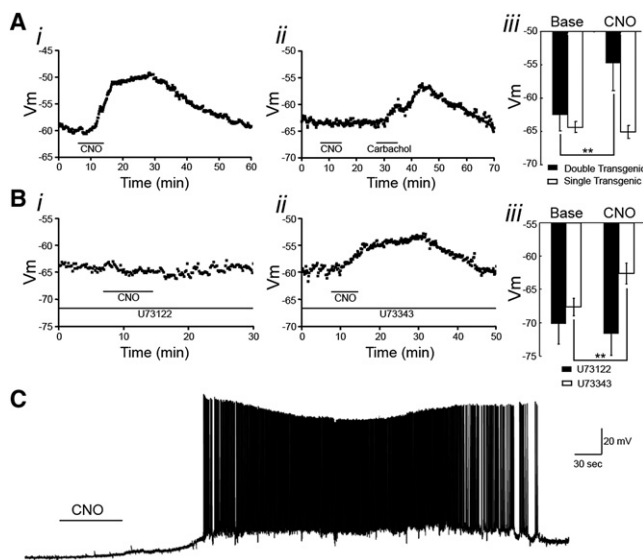 A
i
ii
iii
Vm
-45
-50
-55
-60
-65
CNO
0 10 20 30 40 50 60
Time (min)
-50
-55
-60
-65
-70
CNO
Carbachol
0 10 20 30 40 50 60 70
Time (min)
Base CNO
Vm
-50
-55
-60
-65
-70
**
Double Transgenic
Single Transgenic
B
i
ii
iii
Vm
-55
-60
-65
-70
-75
CNO
U73122
0 10 20 30
Time (min)
-50
-55
-60
-65
-70
-75
CNO
U73343
0 10 20 30 40 50
Time (min)
Base CNO
Vm
-55
-60
-65
-70
-75
**
U73122
U73343
C
CNO
20 mV
30 sec